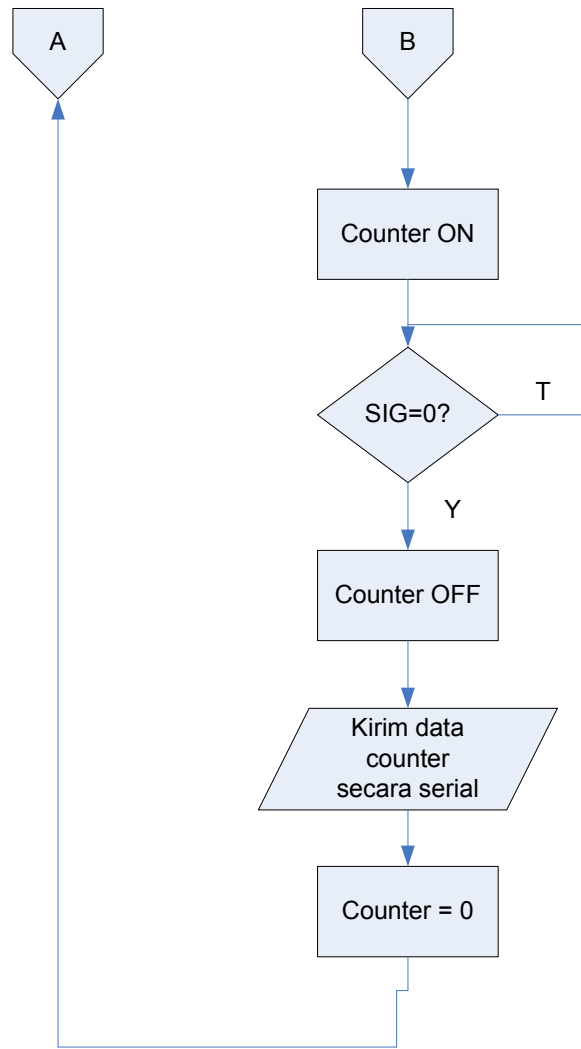 A
B
Counter ON
SIG=0?
T
Y
Counter OFF
Kirim data
counter
secara serial
Counter = 0